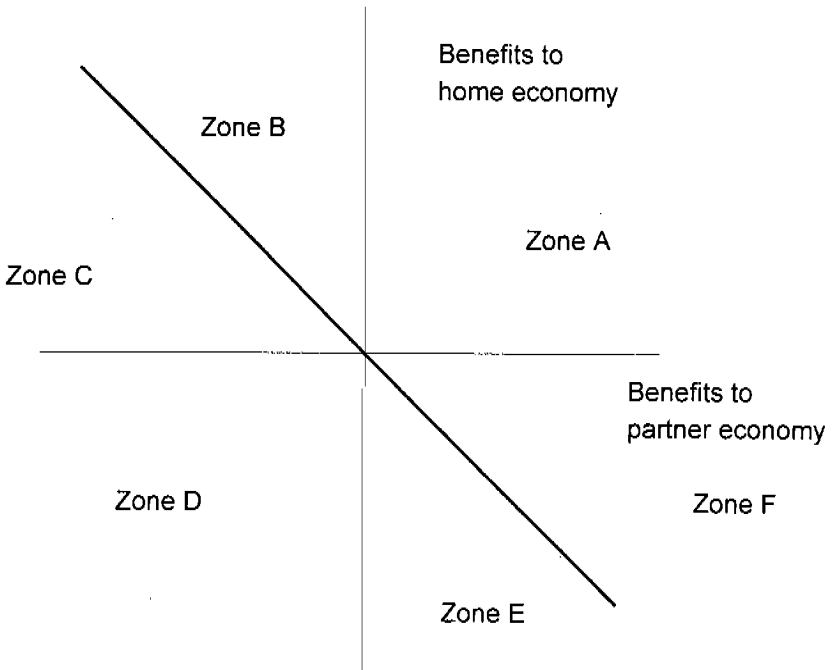 Benefits to
home economy
Zone B
Zone A
Zone C
Benefits to
partner economy
Zone D
Zone F
Zone E